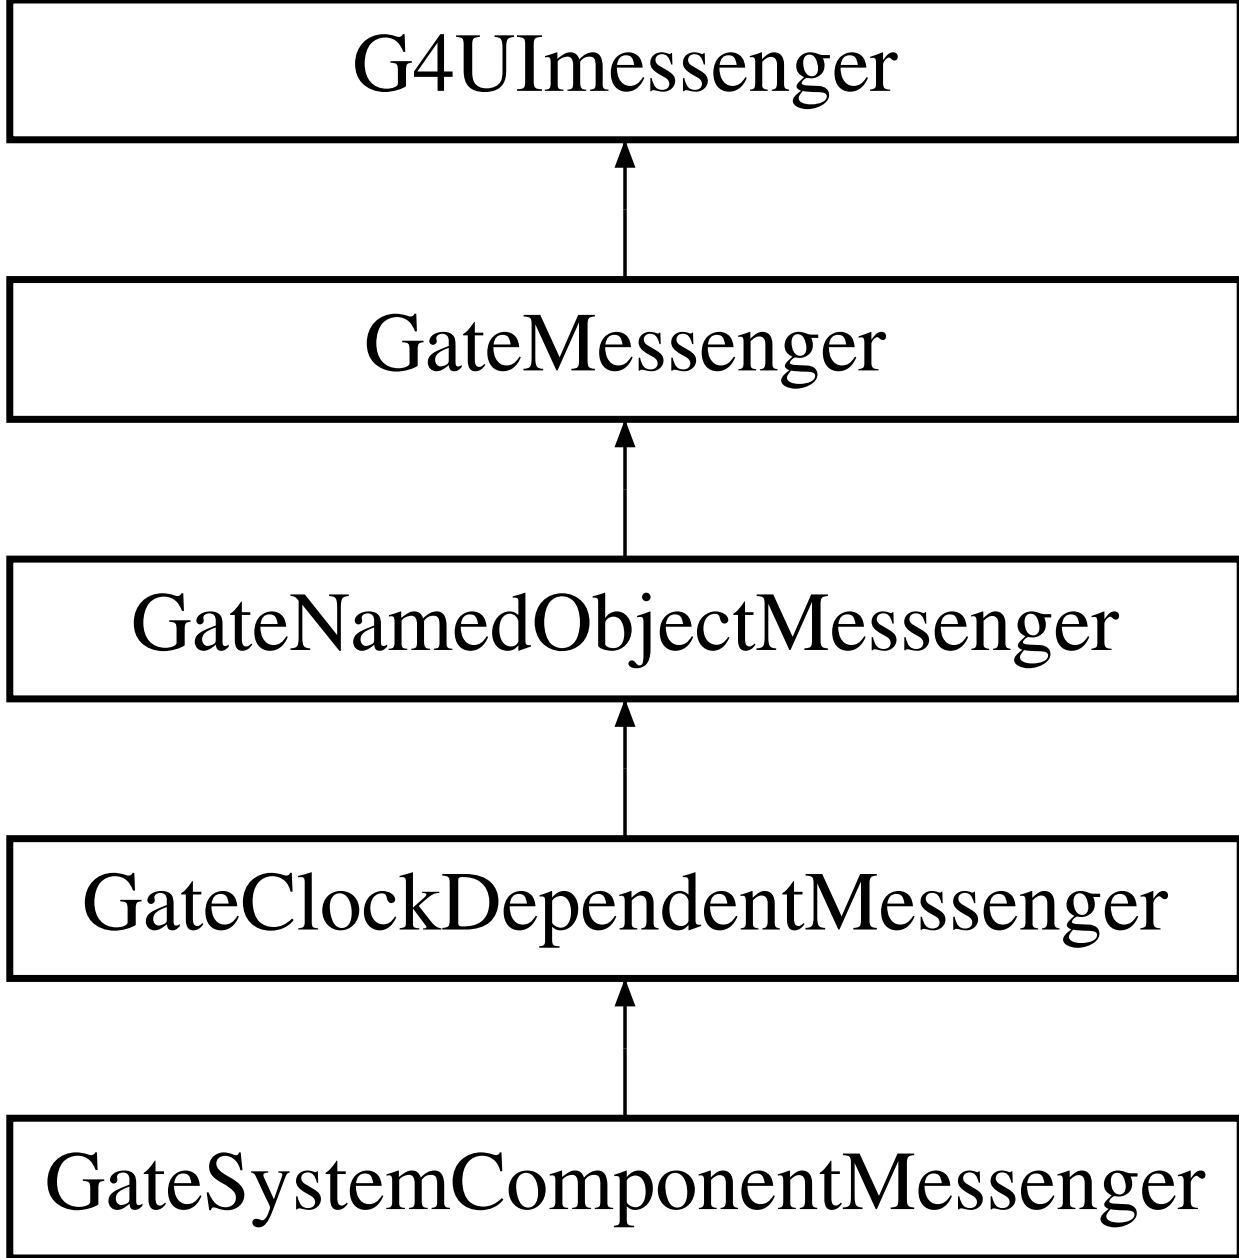 G4UImessenger
GateMessenger
GateNamedObjectMessenger
GateClockDependentMessenger
GateSystemComponentMessenger